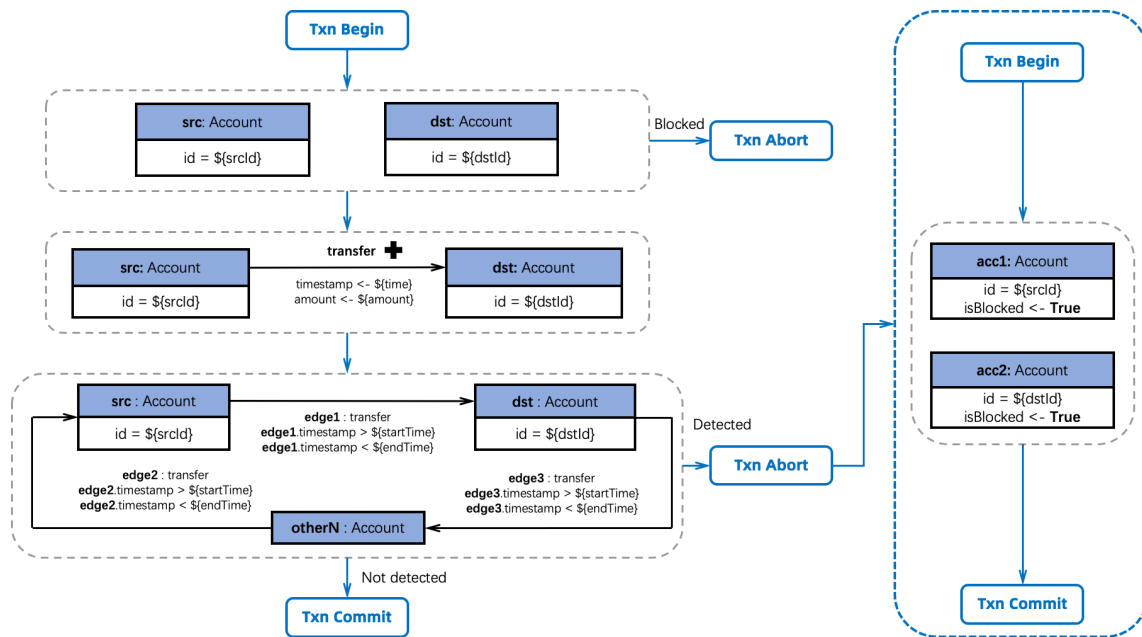 Txn Begin
src: Account
id = ${srcId}
dst: Account
id = ${dstId}
Blocked
Txn Abort
transfer
src: Account
id = ${srcId}
timestamp <- ${time}
amount <- ${amount}
dst: Account
id = ${dstId}
src : Account
id = ${srcId}
edge1 : transfer
edge1.timestamp > ${startTime}
edge1.timestamp < ${endTime}
dst : Account
id = ${dstId}
edge2 : transfer
edge2.timestamp > ${startTime}
edge2.timestamp < ${endTime}
edge3 : transfer
edge3.timestamp > ${startTime}
edge3.timestamp < ${endTime}
otherN : Account
Detected
Txn Abort
Not detected
Txn Commit
Txn Begin
acc1: Account
id = ${srcId}
isBlocked <- True
acc2: Account
id = ${dstId}
isBlocked <- True
Txn Commit